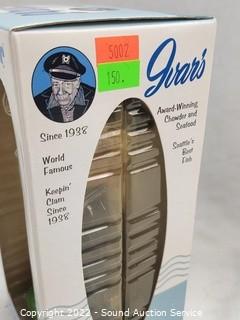 5002
150.
Ivar's
Since 1938
World
Famous
Keepin'
Clam
Since
1938
Award-Winning
Chowder and
Seafood
Seattle's
Best
Fish
Copyright 2022 - Sound Auction Service